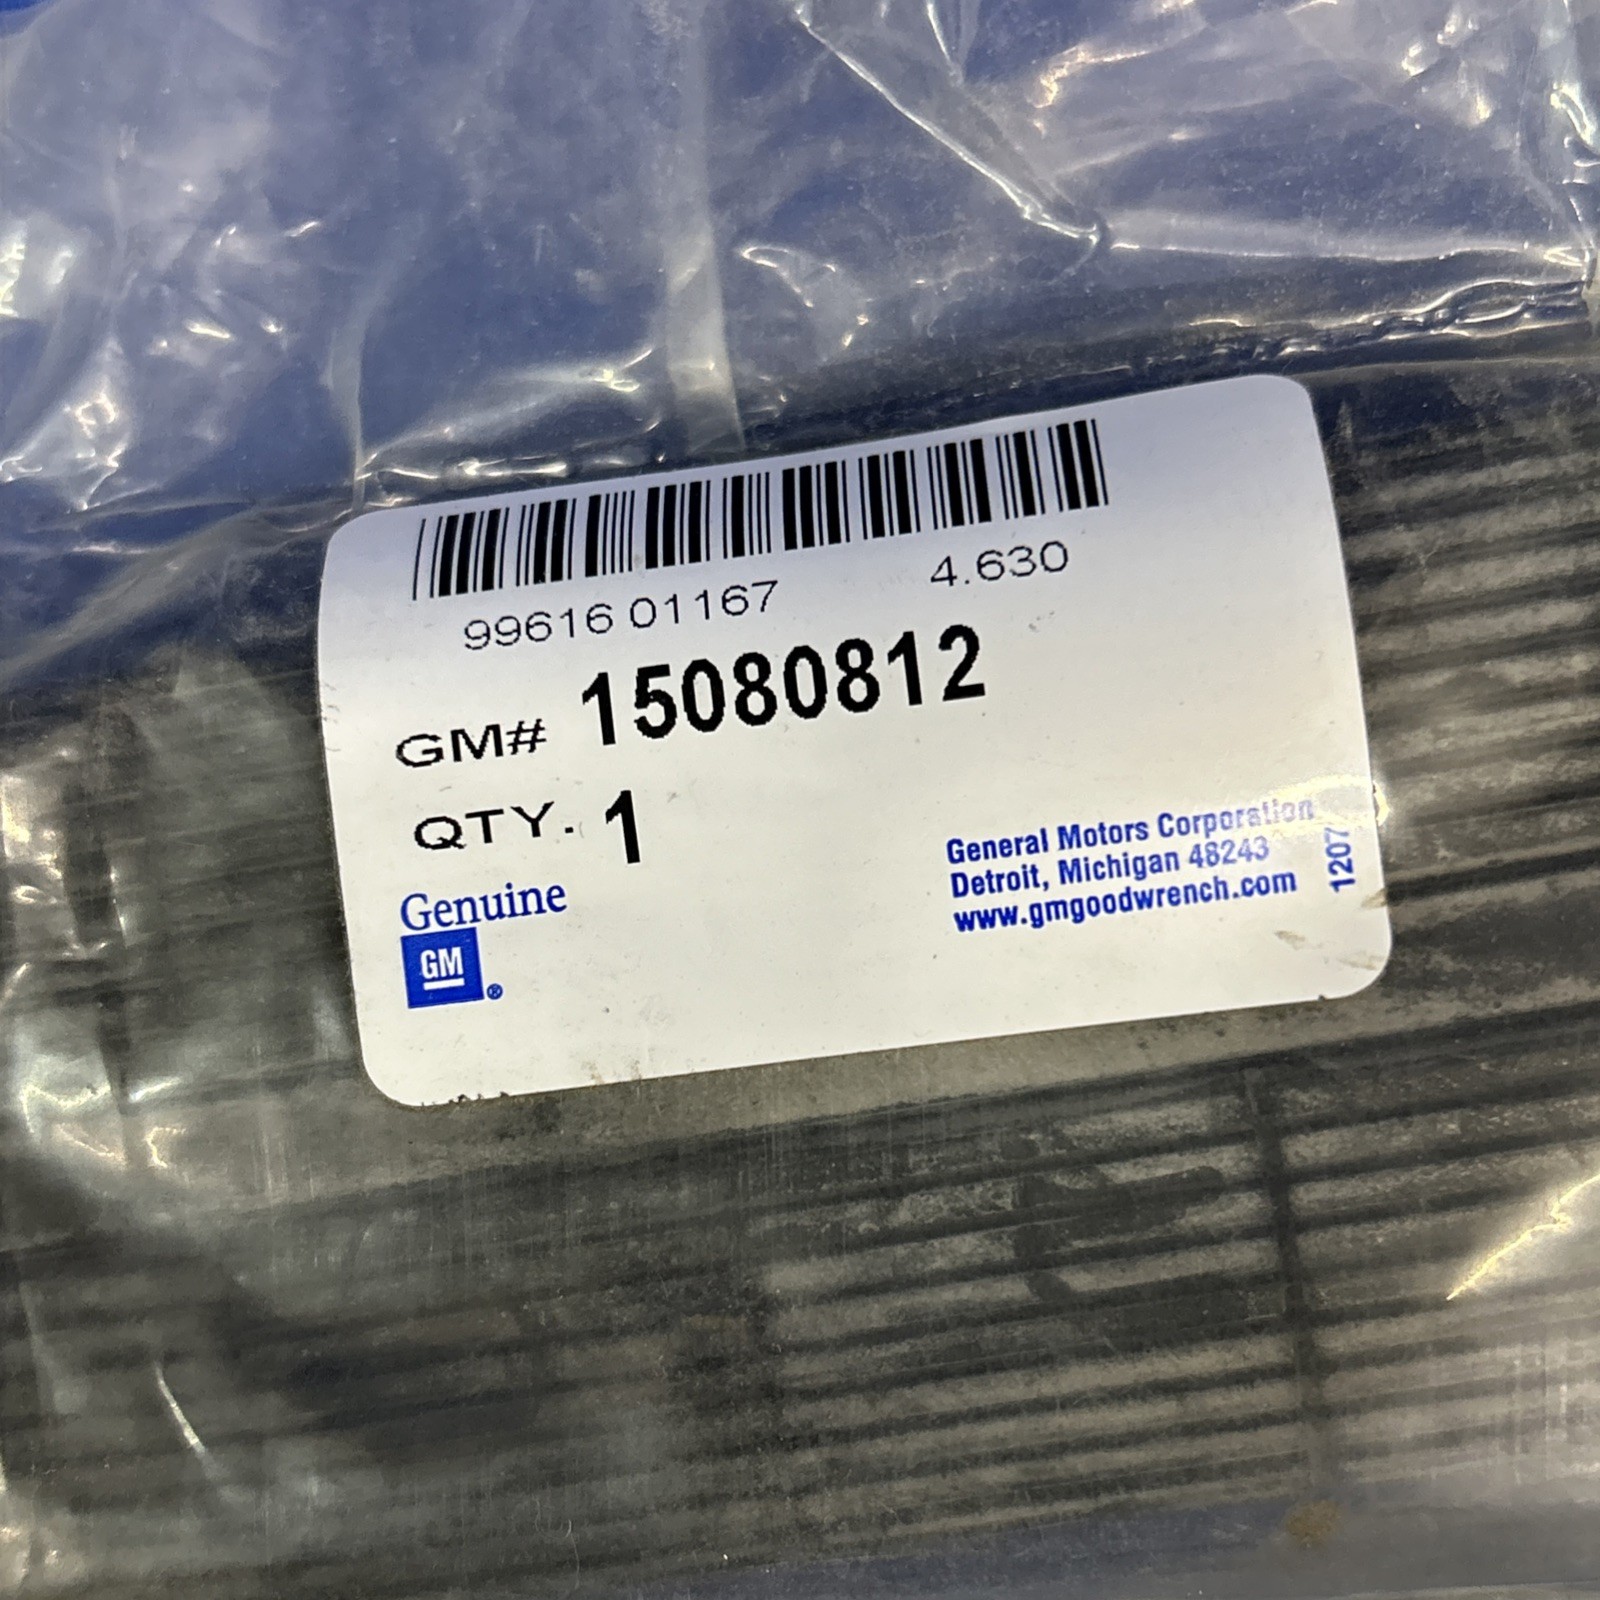 99616 01167 4.630
GM# 15080812
QTY. 1
Genuine
GM®
General Motors Corporation
Detroit, Michigan 48243
www.gmgoodwrench.com
1207